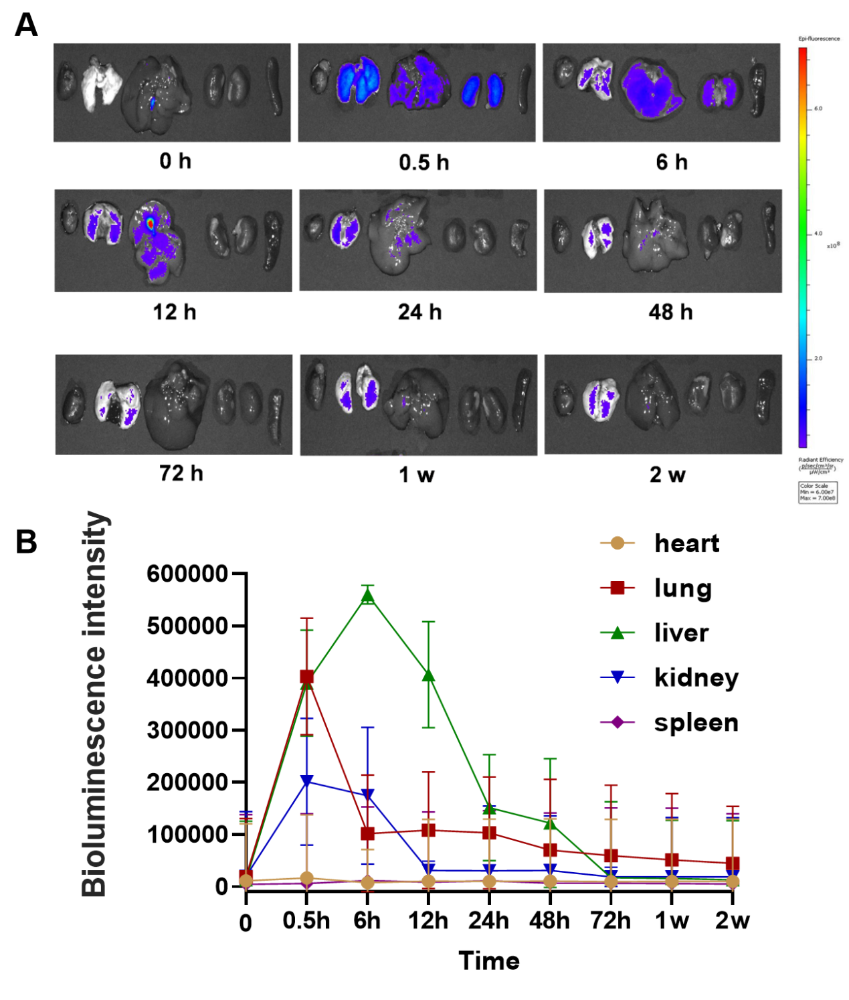 A
Epi-fluorescence
6.0
4.0
x10⁸
2.0
Radiant Efficiency
Color Scale
Min = 6.00e7
Max = 7.00e8
0 h
0.5 h
6 h
12 h
24 h
48 h
72 h
1 w
2 w
B
Bioluminescence intensity
600000
500000
400000
300000
200000
100000
0
heart
lung
liver
kidney
spleen
0
0.5h
6h
12h
24h
48h
72h
1w
2w
Time